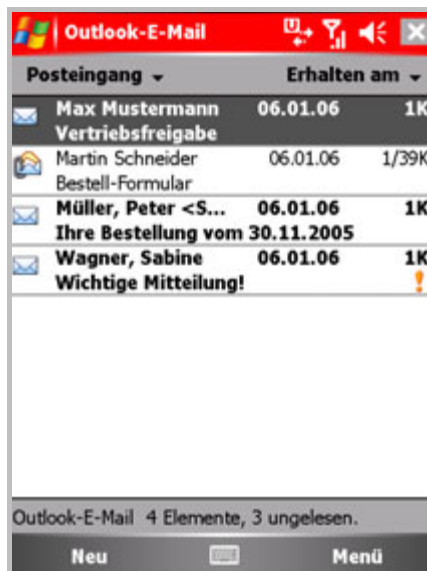 Outlook-E-Mail
Posteingang Erhalten am
Max Mustermann 06.01.06 1K
Vertriebsfreigabe
Martin Schneider 06.01.06 1/39K
Bestell-Formular
Müller, Peter <S... 06.01.06 1K
Ihre Bestellung vom 30.11.2005
Wagner, Sabine 06.01.06 1K
Wichtige Mitteilung! !
Outlook-E-Mail 4 Elemente, 3 ungelesen.
Neu Menü